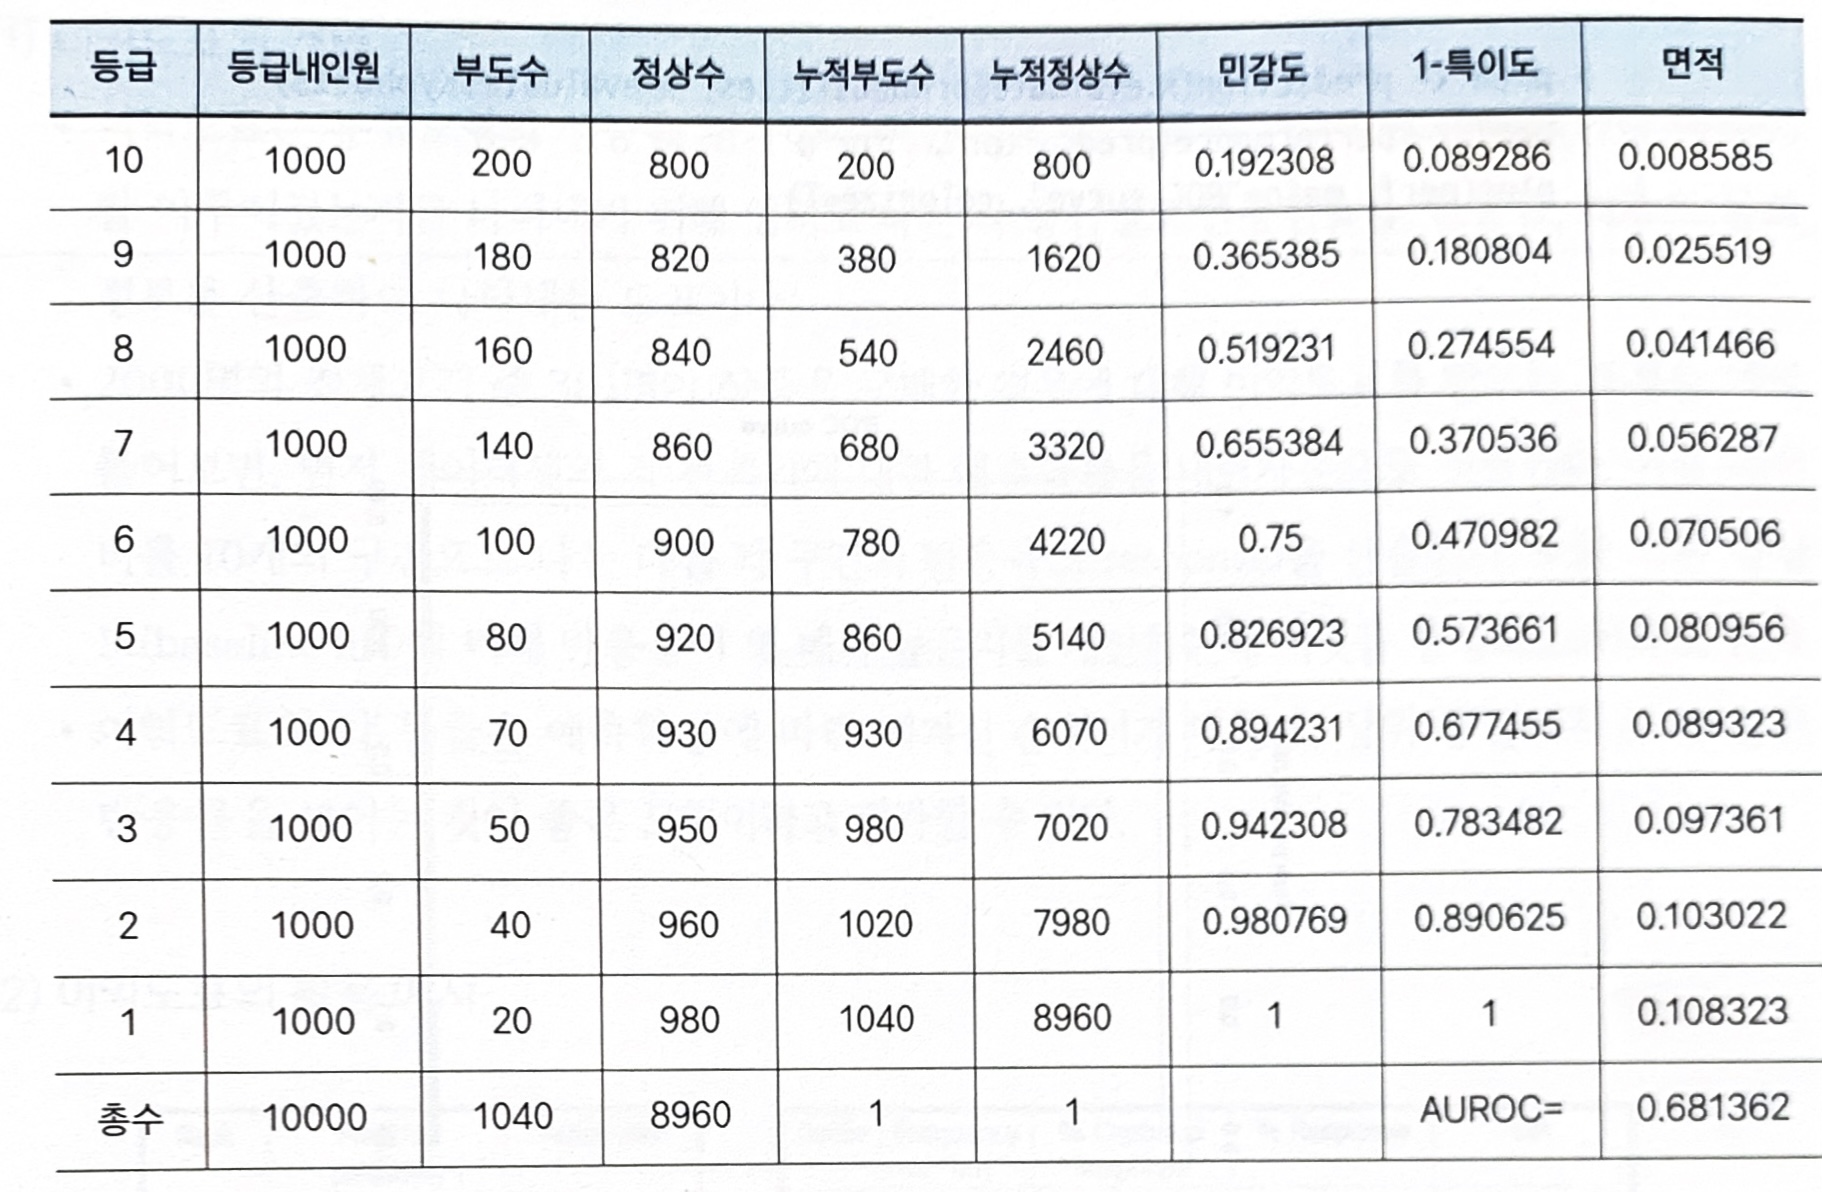 등급 등급내인원 부도수 정상수 누적부도수 누적정상수 민감도 1-특이도 면적
10 1000 200 800 200 800 0.192308 0.089286 0.008585
9 1000 180 820 380 1620 0.365385 0.180804 0.025519
8 1000 160 840 540 2460 0.519231 0.274554 0.041466
7 1000 140 860 680 3320 0.655384 0.370536 0.056287
6 1000 100 900 780 4220 0.75 0.470982 0.070506
5 1000 80 920 860 5140 0.826923 0.573661 0.080956
4 1000 70 930 930 6070 0.894231 0.677455 0.089323
3 1000 50 950 980 7020 0.942308 0.783482 0.097361
2 1000 40 960 1020 7980 0.980769 0.890625 0.103022
1 1000 20 980 1040 8960 1 1 0.108323
총수 10000 1040 8960 1 1 AUROC= 0.681362